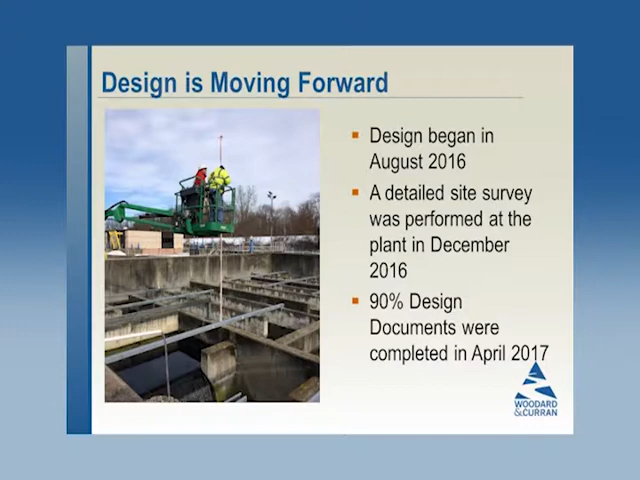 Design is Moving Forward
Design began in
August 2016
A detailed site survey
was performed at the
plant in December
2016
90% Design
Documents were
completed in April 2017
WOODARD
&CURRAN